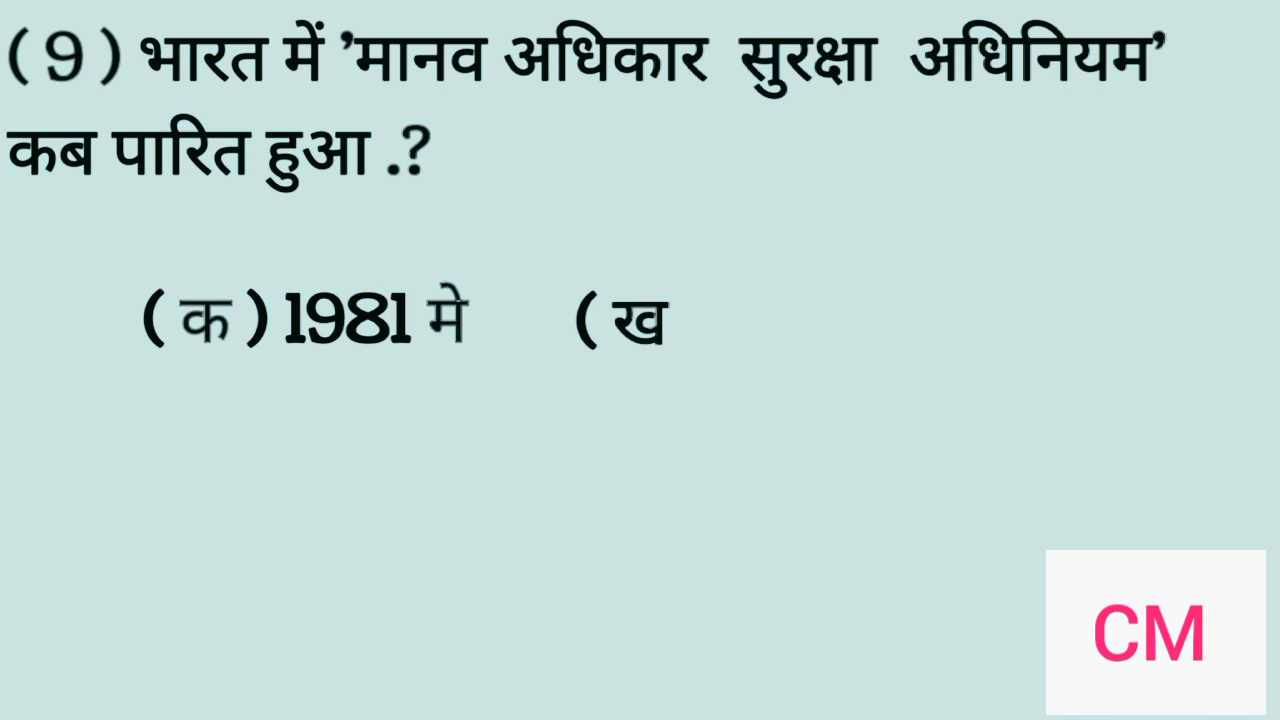 ( 9 ) भारत में ’मानव अधिकार सुरक्षा अधिनियम’
कब पारित हुआ .?
( क ) 1981 मे ( ख
CM